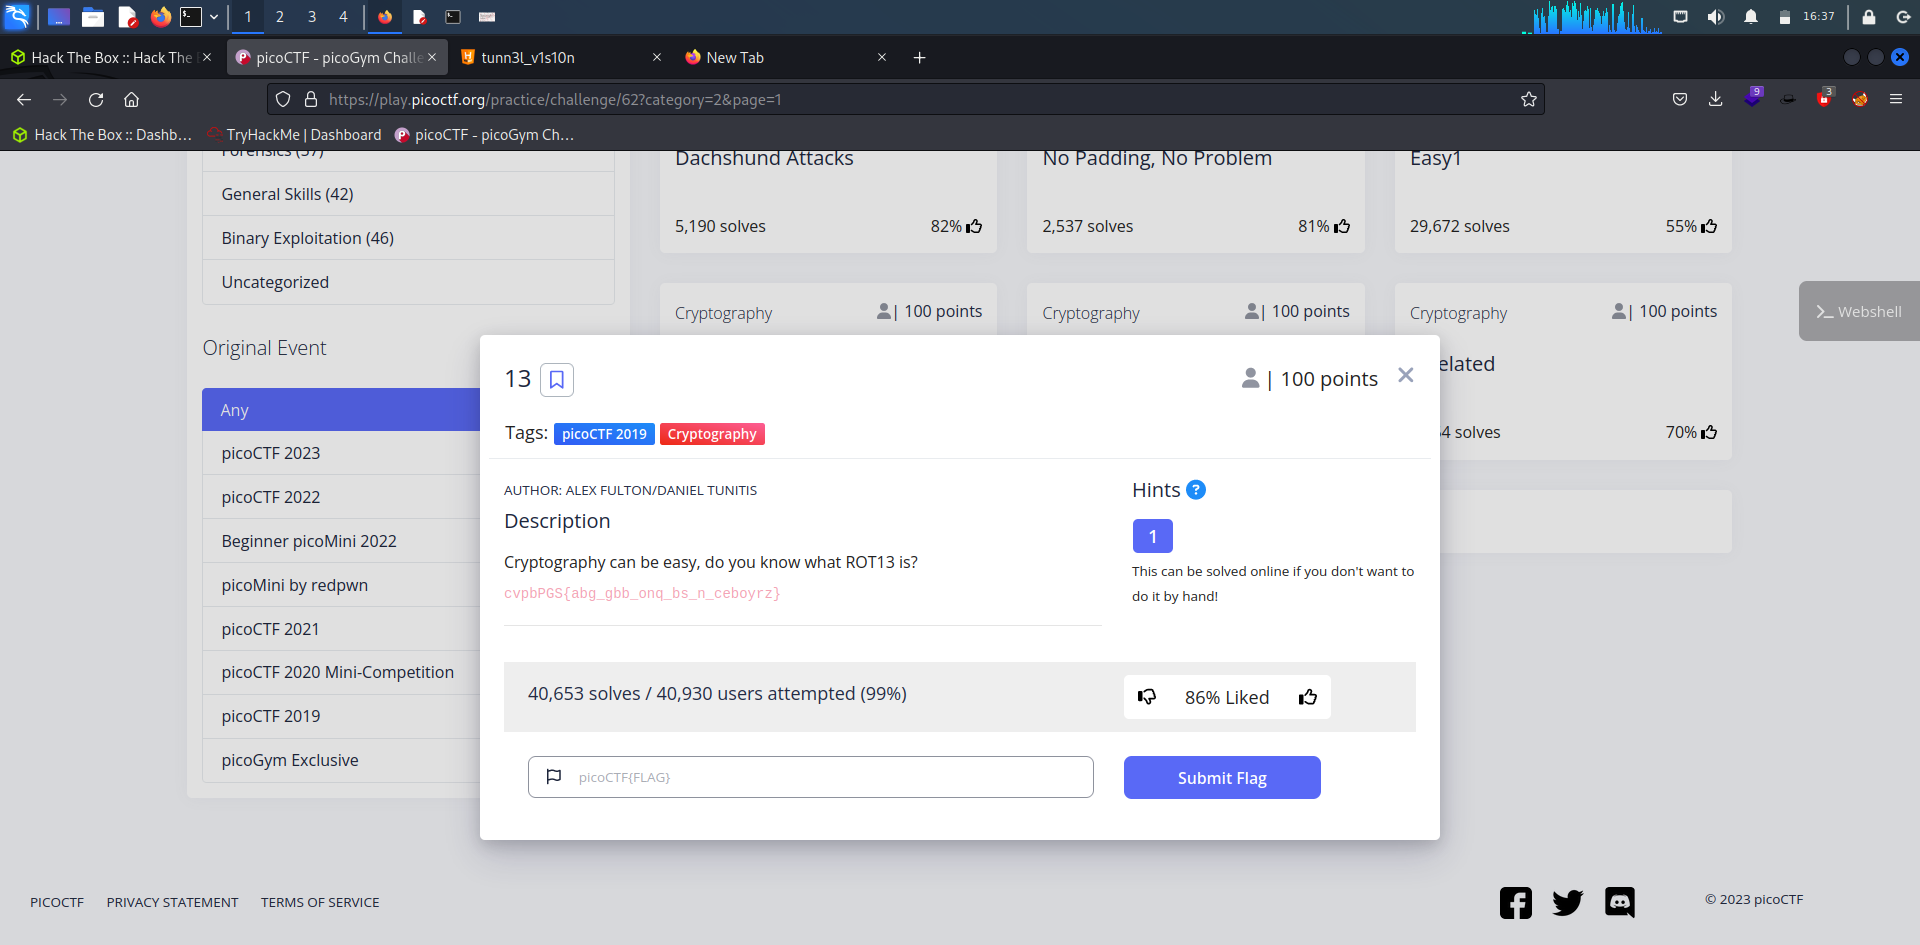 1 2 3 4 16:37
Hack The Box :: Hack The picoCTF - picoGym Challe tunn3l_v1s10n New Tab
https://play.picoctf.org/practice/challenge/62?category=2&page=1 9 3
Hack The Box :: Dashb... TryHackMe | Dashboard picoCTF - picoGym Ch...
Forensics (57) Dachshund Attacks No Padding, No Problem Easy1
General Skills (42)
5,190 solves 82% 2,537 solves 81% 29,672 solves 55%
Binary Exploitation (46)
Uncategorized
Cryptography | 100 points Cryptography | 100 points Cryptography | 100 points
>_ Webshell
Original Event
elated
13 | 100 points
Any
Tags: picoCTF 2019 Cryptography
4 solves 70%
picoCTF 2023
AUTHOR: ALEX FULTON/DANIEL TUNITIS Hints ?
picoCTF 2022
Description
1
Beginner picoMini 2022
Cryptography can be easy, do you know what ROT13 is?
This can be solved online if you don't want to
do it by hand!
picoMini by redpwn
cvpbPGS{abg_gbb_onq_bs_n_ceboyrz}
picoCTF 2021
picoCTF 2020 Mini-Competition
40,653 solves / 40,930 users attempted (99%) 86% Liked
picoCTF 2019
picoGym Exclusive
picoCTF{FLAG} Submit Flag
PICOCTF PRIVACY STATEMENT TERMS OF SERVICE © 2023 picoCTF